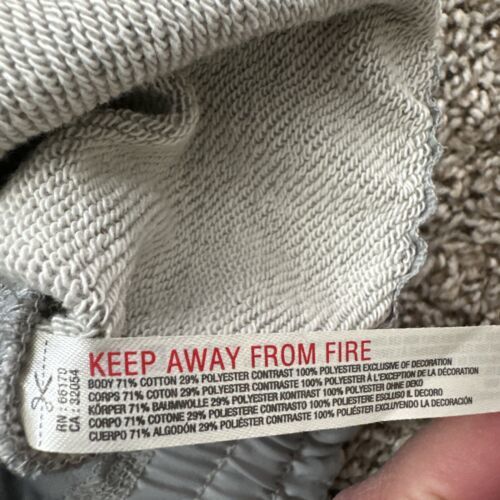 KEEP AWAY FROM FIRE
BODY 71% COTTON 29% POLYESTER CONTRAST 100% POLYESTER EXCLUSIVE OF DECORATION
CORPS 71% COTON 29% POLYESTER CONTRAST 100% POLYESTER À L'EXCEPTION DE LA DÉCORATION
KÖRPER 71% BAUMWOLLE 29% POLYESTER KONTRAST 100% POLYESTER OHNE DEKO
CORPO 71% COTONE 29% POLIESTERE CONTRASTO 100% POLIESTERE ESCLUSO IL DECORO
CUERPO 71% ALGODÓN 29% POLIÉSTER CONTRASTE 100% POLIÉSTER EXCLUYENDO LA DECORACIÓN
RN : 66170
CA : 32054